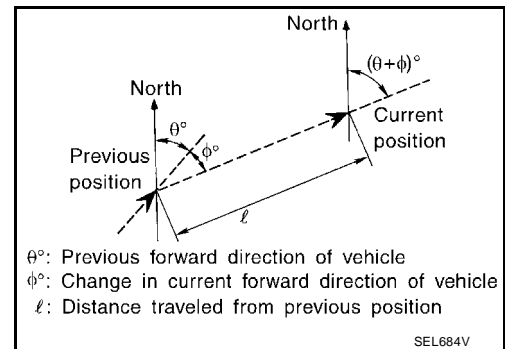 North
(θ+ϕ)°
North
θ°
ϕ°
Current
position
Previous
position
ℓ
θ°: Previous forward direction of vehicle
ϕ°: Change in current forward direction of vehicle
ℓ: Distance traveled from previous position
SEL684V